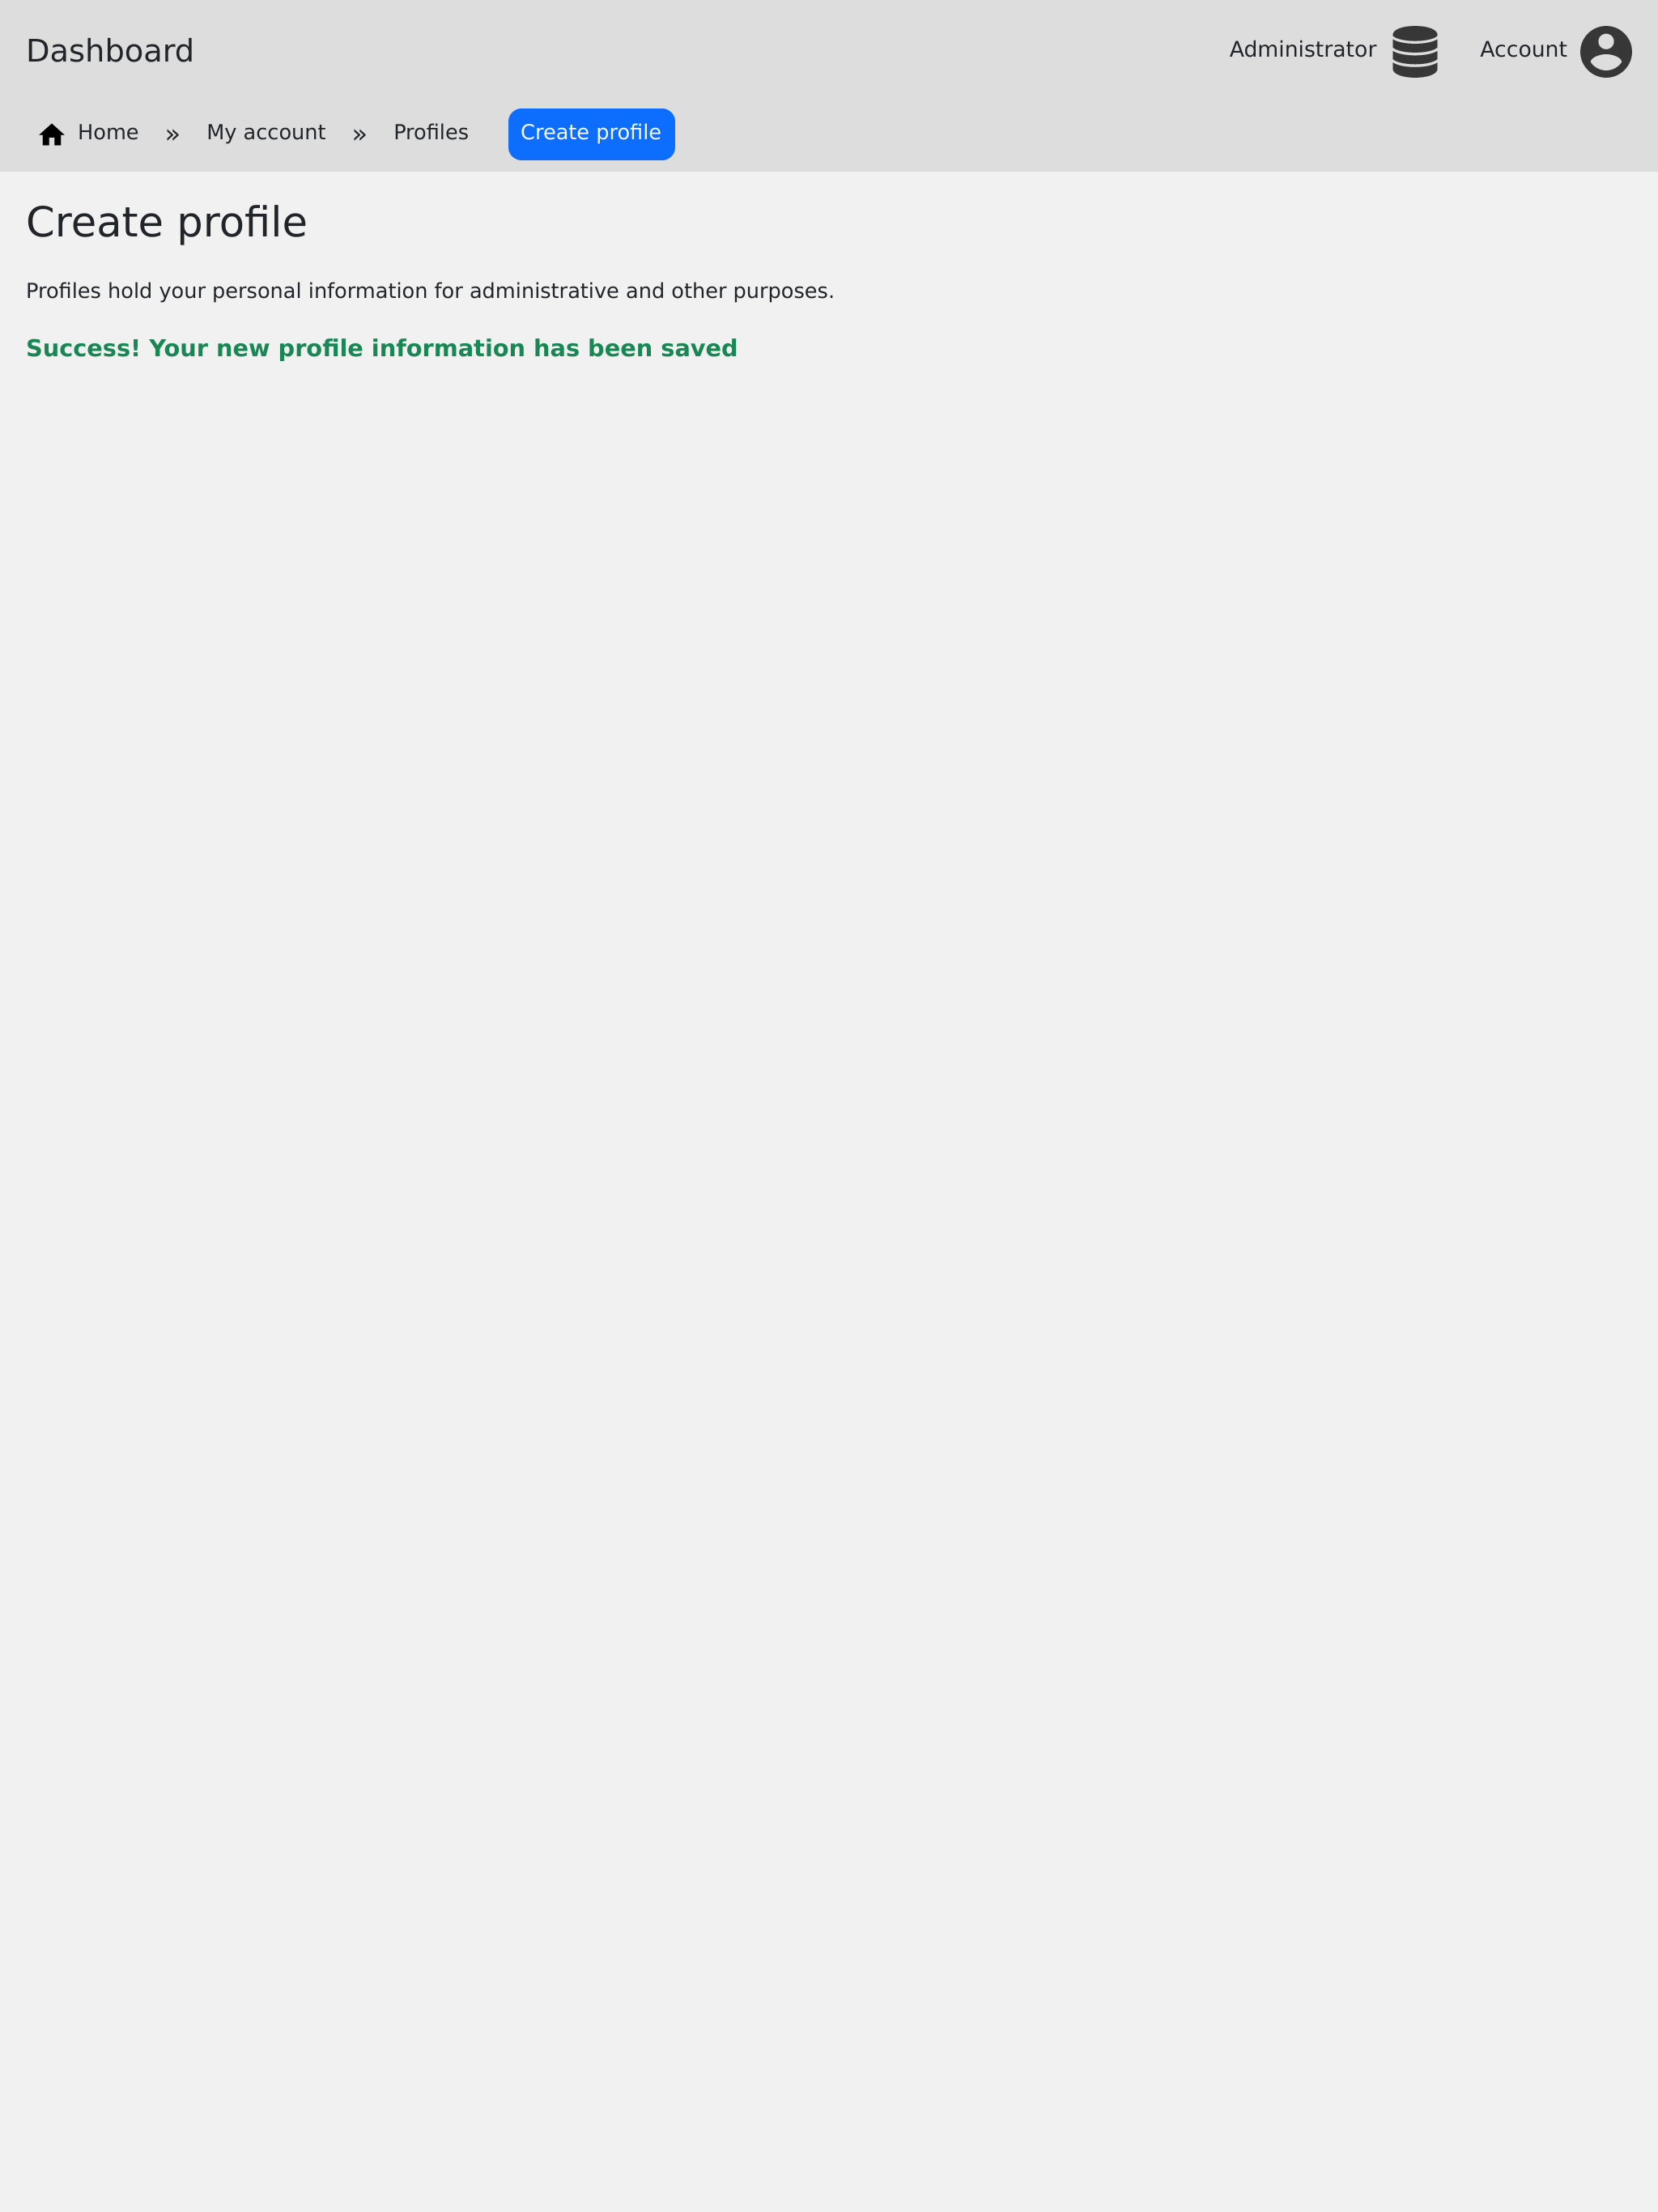 Dashboard
Administrator
Account
Home » My account » Profiles Create profile
Create profile
Profiles hold your personal information for administrative and other purposes.
Success! Your new profile information has been saved